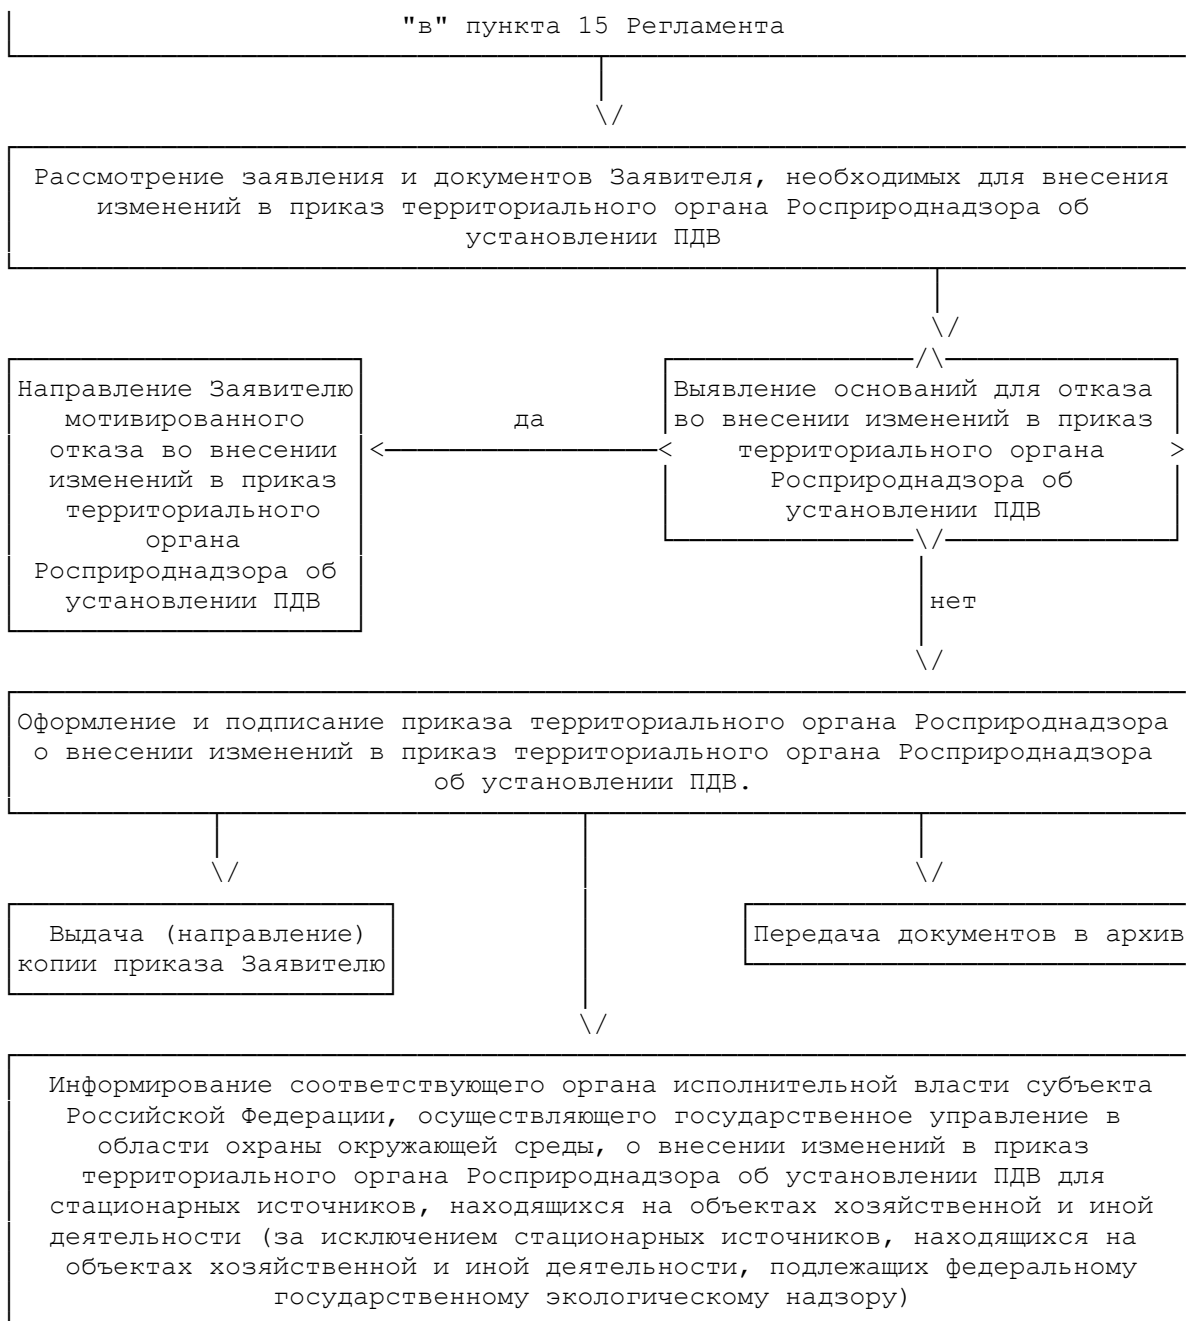 "в" пункта 15 Регламента
Рассмотрение заявления и документов Заявителя, необходимых для внесения
изменений в приказ территориального органа Росприроднадзора об
установлении ПДВ
Направление Заявителю
мотивированного
отказа во внесении
изменений в приказ
территориального
органа
Росприроднадзора об
установлении ПДВ
да
Выявление оснований для отказа
во внесении изменений в приказ
территориального органа
Росприроднадзора об
установлении ПДВ
нет
Оформление и подписание приказа территориального органа Росприроднадзора
о внесении изменений в приказ территориального органа Росприроднадзора
об установлении ПДВ.
Выдача (направление)
копии приказа Заявителю
Передача документов в архив
Информирование соответствующего органа исполнительной власти субъекта
Российской Федерации, осуществляющего государственное управление в
области охраны окружающей среды, о внесении изменений в приказ
территориального органа Росприроднадзора об установлении ПДВ для
стационарных источников, находящихся на объектах хозяйственной и иной
деятельности (за исключением стационарных источников, находящихся на
объектах хозяйственной и иной деятельности, подлежащих федеральному
государственному экологическому надзору)